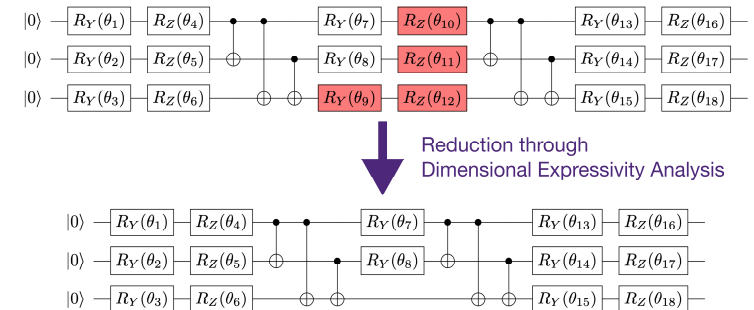 |0⟩ R_Y(θ_1) R_Z(θ_4) R_Y(θ_7) R_Z(θ_10) R_Y(θ_13) R_Z(θ_16)
|0⟩ R_Y(θ_2) R_Z(θ_5) R_Y(θ_8) R_Z(θ_11) R_Y(θ_14) R_Z(θ_17)
|0⟩ R_Y(θ_3) R_Z(θ_6) R_Y(θ_9) R_Z(θ_12) R_Y(θ_15) R_Z(θ_18)
Reduction through
Dimensional Expressivity Analysis
|0⟩ R_Y(θ_1) R_Z(θ_4) R_Y(θ_7) R_Y(θ_13) R_Z(θ_16)
|0⟩ R_Y(θ_2) R_Z(θ_5) R_Y(θ_8) R_Y(θ_14) R_Z(θ_17)
|0⟩ R_Y(θ_3) R_Z(θ_6) R_Y(θ_15) R_Z(θ_18)